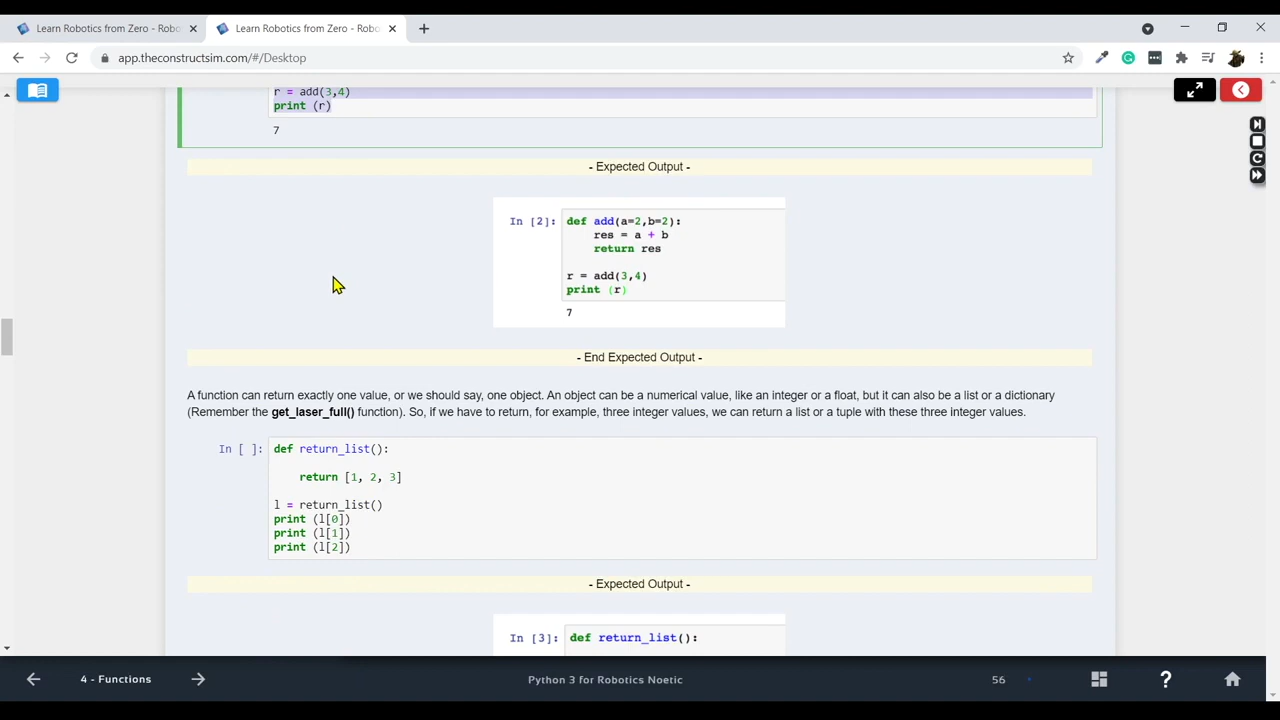 Learn Robotics from Zero - Robo
Learn Robotics from Zero - Robo
app.theconstructsim.com/#/Desktop
r = add(3,4)
print (r)
7
- Expected Output -
In [2]:
def add(a=2,b=2):
res = a + b
return res
r = add(3,4)
print (r)
7
- End Expected Output -
A function can return exactly one value, or we should say, one object. An object can be a numerical value, like an integer or a float, but it can also be a list or a dictionary
(Remember the get_laser_full() function). So, if we have to return, for example, three integer values, we can return a list or a tuple with these three integer values.
In [ ]:
def return_list():
return [1, 2, 3]
l = return_list()
print (l[0])
print (l[1])
print (l[2])
- Expected Output -
In [3]: def return_list():
4 - Functions
Python 3 for Robotics Noetic
56
?